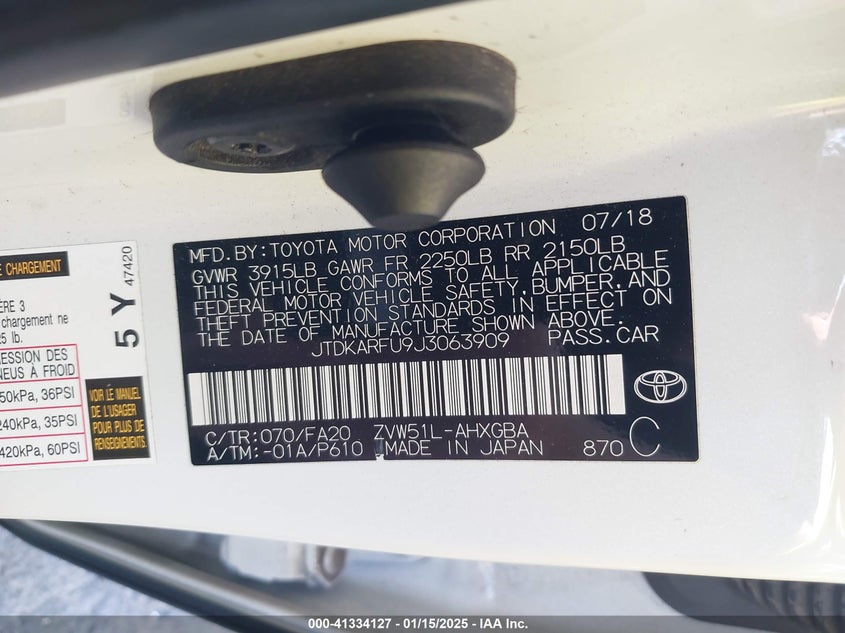 E CHARGEMENT
ÈRE 3
chargement ne
25 lb.
RESSION DES
NEUS À FROID
50kPa, 36PSI
240kPa, 35PSI
420kPa, 60PSI
5 Y
47420
VOIR LE MANUEL
DE L'USAGER
POUR PLUS DE
RENSEIGNEMENTS.
MFD.BY:TOYOTA MOTOR CORPORATION 07/18
GVWR 3915LB GAWR FR 2250LB RR 2150LB
THIS VEHICLE CONFORMS TO ALL APPLICABLE
FEDERAL MOTOR VEHICLE SAFETY,BUMPER,AND
THEFT PREVENTION STANDARDS IN EFFECT ON
THE DATE OF MANUFACTURE SHOWN ABOVE.
JTDKARFU9J3063909 PASS.CAR
C/TR:070/FA20 ZVW51L-AHXGBA
A/TM:-01A/P610 MADE IN JAPAN 870 C
000-41334127 - 01/15/2025 - IAA Inc.